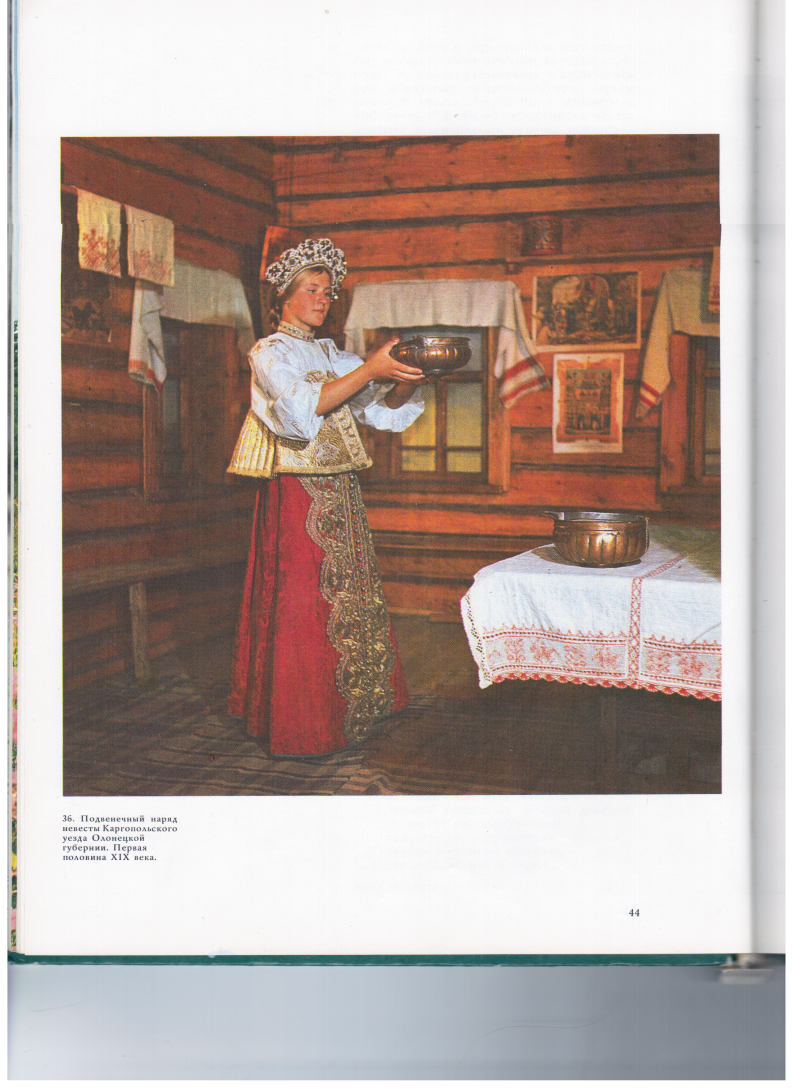 36. Подвенечный наряд
невесты Каргопольского
уезда Олонецкой
губернии. Первая
половина XIX века.
44